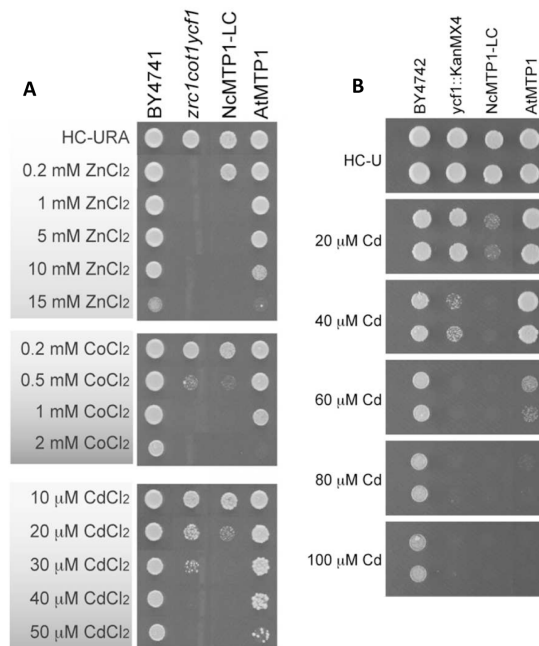 A
BY4741
zrc1cot1ycf1
NcMTP1-LC
AtMTP1
HC-URA
0.2 mM ZnCl2
1 mM ZnCl2
5 mM ZnCl2
10 mM ZnCl2
15 mM ZnCl2
0.2 mM CoCl2
0.5 mM CoCl2
1 mM CoCl2
2 mM CoCl2
10 µM CdCl2
20 µM CdCl2
30 µM CdCl2
40 µM CdCl2
50 µM CdCl2
B
BY4742
ycf1::KanMX4
NcMTP1-LC
AtMTP1
HC-U
20 µM Cd
40 µM Cd
60 µM Cd
80 µM Cd
100 µM Cd